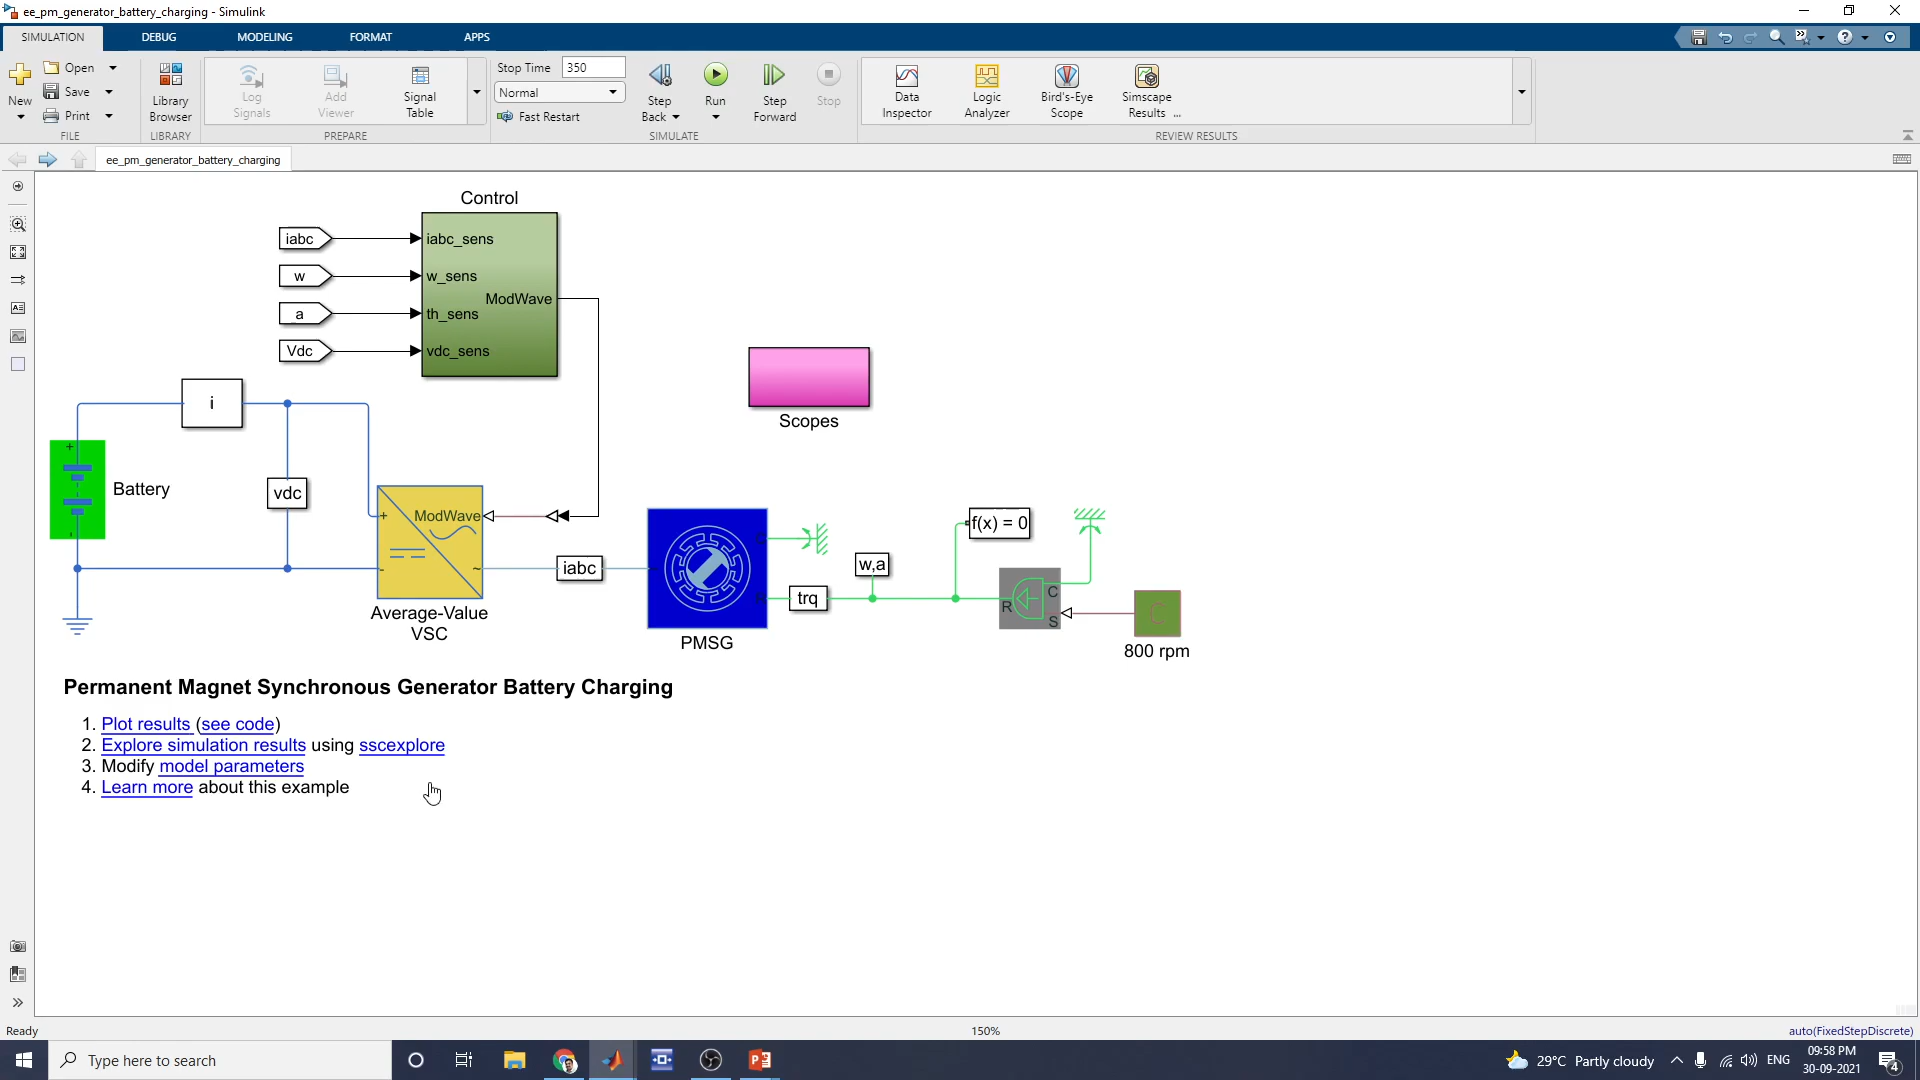 ee_pm_generator_battery_charging - Simulink
SIMULATION DEBUG MODELING FORMAT APPS
New
Open
Save
Print
FILE
Library Browser
LIBRARY
Log Signals
Add Viewer
Signal Table
PREPARE
Stop Time 350
Normal
Fast Restart
Step Back
Run
Step Forward
Stop
SIMULATE
Data Inspector
Logic Analyzer
Bird's-Eye Scope
Simscape Results ...
REVIEW RESULTS
ee_pm_generator_battery_charging
Control
iabc
iabc_sens
w
w_sens
ModWave
a
th_sens
Vdc
vdc_sens
i
Scopes
+
Battery
-
vdc
+
ModWave
-
~
Average-Value
VSC
iabc
PMSG
trq
w,a
f(x) = 0
R
C
S
C
800 rpm
Permanent Magnet Synchronous Generator Battery Charging
1. Plot results (see code)
2. Explore simulation results using sscexplore
3. Modify model parameters
4. Learn more about this example
Ready 150% auto(FixedStepDiscrete)
Type here to search
29°C Partly cloudy
ENG
09:58 PM
30-09-2021
4